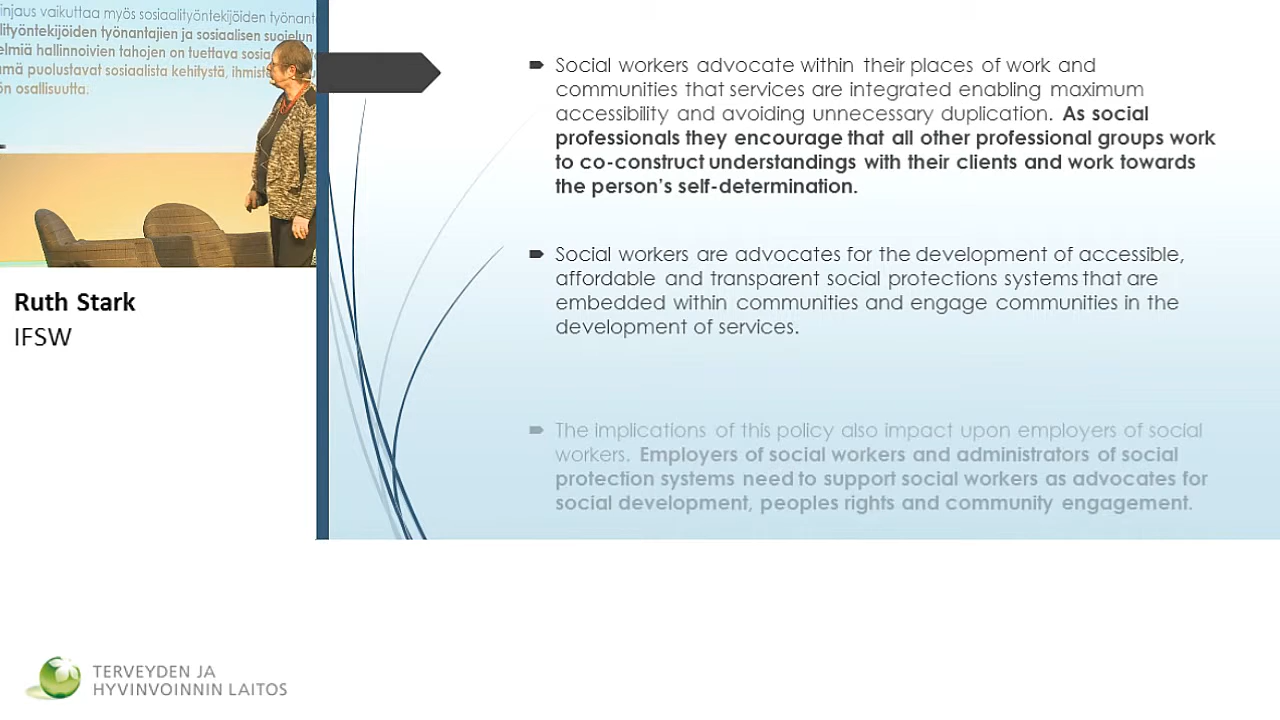 injaus vaikuttaa myös sosiaalityöntekijöiden työnant
lityöntekijöiden työnantajien ja sosiaalisen suojelun
elmiä hallinnoivien tahojen on tuettava
mä puolustavat sosiaalista kehitystä,
ön osallisuutta.
Ruth Stark
IFSW
Social workers advocate within their places of work and
communities that services are integrated enabling maximum
accessibility and avoiding unnecessary duplication. As social
professionals they encourage that all other professional groups work
to co-construct understandings with their clients and work towards
the person's self-determination.
Social workers are advocates for the development of accessible,
affordable and transparent social protections systems that are
embedded within communities and engage communities in the
development of services.
The implications of this policy also impact upon employers of social
workers. Employers of social workers and administrators of social
protection systems need to support social workers as advocates for
social development, peoples rights and community engagement.
TERVEYDEN JA
HYVINVOINNIN LAITOS